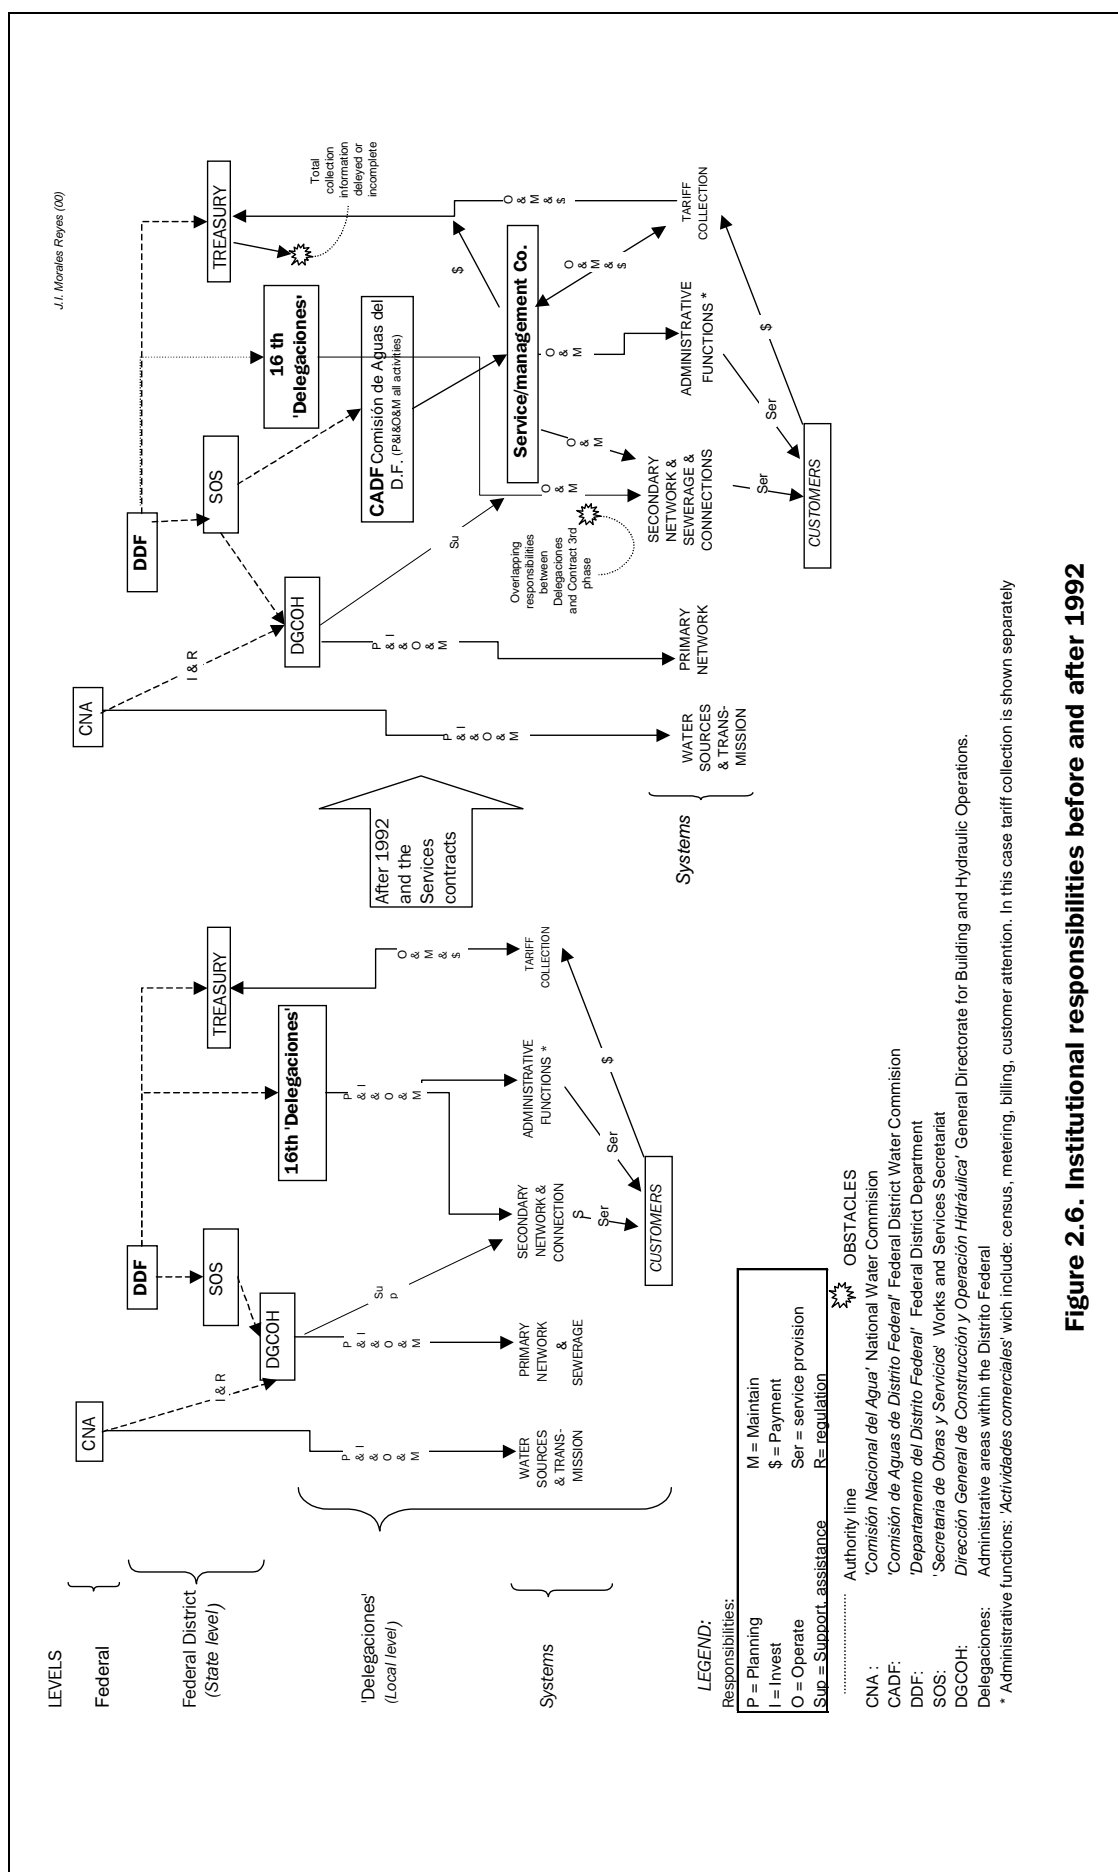 J.I. Morales Reyes (00)
LEVELS
Federal
Federal District
(State level)
'Delegaciones'
(Local level)
Systems
CNA
DDF
SOS
TREASURY
I & R
DGCOH
16th 'Delegaciones'
P & I
& O
& M
P & I
& O
& M
Su
p
P & I
& O
& M
O
& M
& $
WATER
SOURCES
& TRANS-
MISSION
PRIMARY
NETWORK
&
SEWERAGE
SECONDARY
NETWORK &
CONNECTION
S
Ser
ADMINISTRATIVE
FUNCTIONS *
Ser
TARIFF
COLLECTION
$
CUSTOMERS
After 1992
and the
Services
contracts
CNA
DDF
SOS
TREASURY
I & R
DGCOH
16 th
'Delegaciones'
Total
collection
information
deleyed or
incomplete
CADF Comisión de Aguas del
D.F. (P&I&O&M all activities)
P & I
& O
& M
P & I
& O
& M
Su
$
Service/management Co.
Overlapping
responsibilities
between
Delegaciones
and Contract 3rd
phase
O
& M
O
& M
O
& M
O
& M
& $
O
& M
& $
Systems
WATER
SOURCES
& TRANS-
MISSION
PRIMARY
NETWORK
SECONDARY
NETWORK &
SEWERAGE &
CONNECTIONS
ADMINISTRATIVE
FUNCTIONS *
TARIFF
COLLECTION
Ser
Ser
$
CUSTOMERS
LEGEND:
Responsibilities:
P = Planning M = Maintain
I = Invest $ = Payment
O = Operate Ser = service provision
Sup = Support, assistance R= regulation
Authority line OBSTACLES
CNA : 'Comisión Nacional del Agua' National Water Commision
CADF: 'Comisión de Aguas de Distrito Federal' Federal District Water Commision
DDF: 'Departamento del Distrito Federal' Federal District Department
SOS: 'Secretaria de Obras y Servicios' Works and Services Secretariat
DGCOH: Dirección General de Construcción y Operación Hidráulica' General Directorate for Building and Hydraulic Operations.
Delegaciones: Administrative areas within the Distrito Federal
* Administrative functions: 'Actividades comerciales' wich include: census, metering, billing, customer attention. In this case tariff collection is shown separately
Figure 2.6. Institutional responsibilities before and after 1992